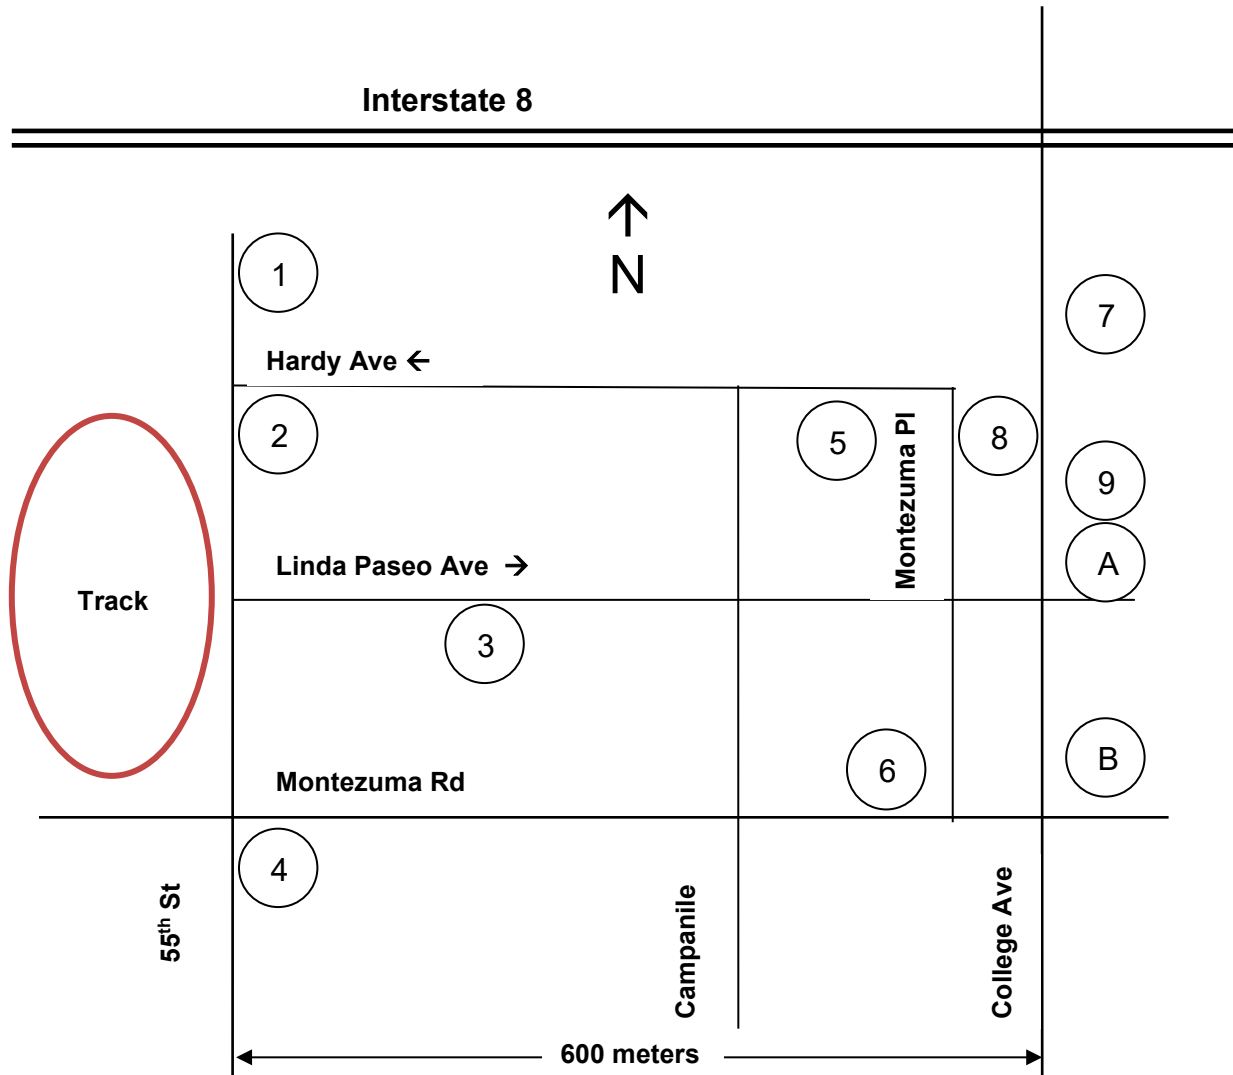 Interstate 8
↑
N
1
7
Hardy Ave ←
2
5
Montezuma Pl
8
9
Linda Paseo Ave →
A
Track
3
6
B
Montezuma Rd
4
55th St
Campanile
College Ave
600 meters